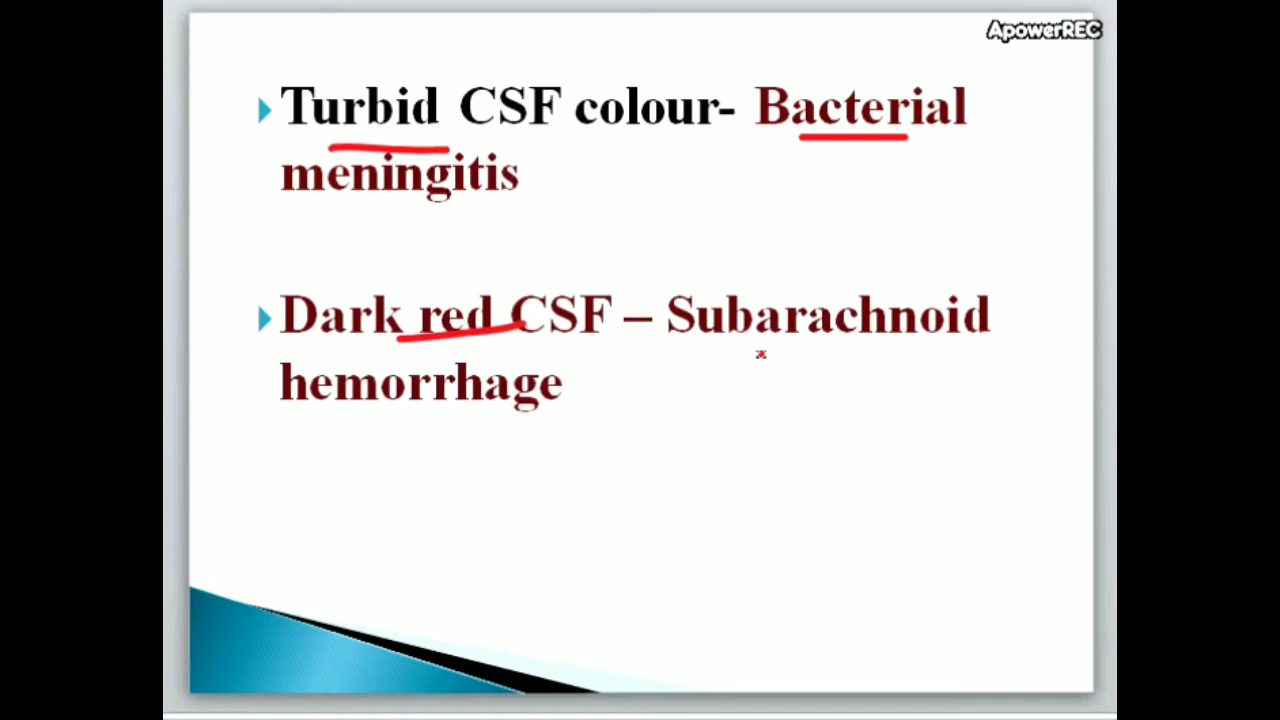 ApowerREC
Turbid CSF colour- Bacterial
meningitis
Dark red CSF – Subarachnoid
hemorrhage